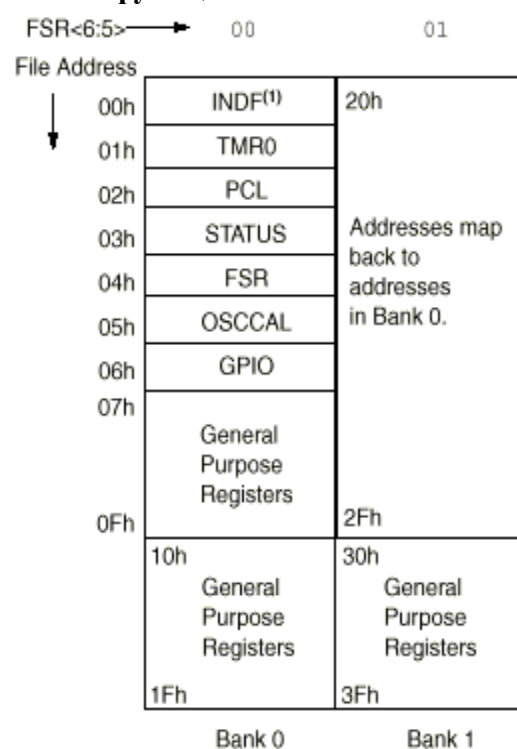 FSR<6:5> 00 01
File Address
00h INDF(1) 20h
01h TMR0
02h PCL
03h STATUS Addresses map
back to
04h FSR addresses
05h OSCCAL in Bank 0.
06h GPIO
07h
General
Purpose
Registers
0Fh 2Fh
10h 30h
General General
Purpose Purpose
Registers Registers
1Fh 3Fh
Bank 0 Bank 1